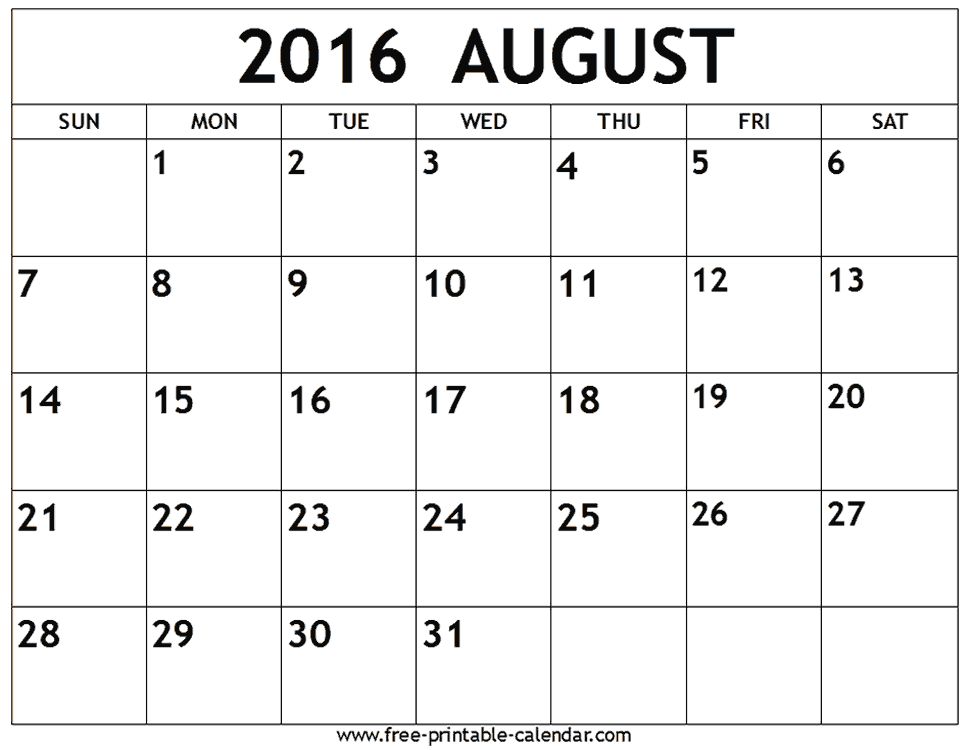 2016 AUGUST
SUN MON TUE WED THU FRI SAT
1 2 3 4 5 6
7 8 9 10 11 12 13
14 15 16 17 18 19 20
21 22 23 24 25 26 27
28 29 30 31
www.free-printable-calendar.com